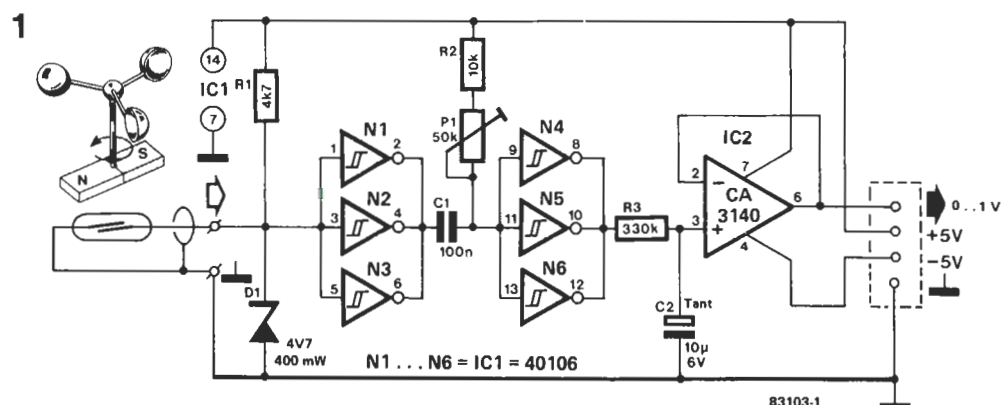 1
14
IC1
7
R1
4k7
S
N
D1
4V7
400 mW
N1
1
2
N2
3
4
N3
5
6
C1
100n
R2
10k
P1
50k
N4
9
8
N5
11
10
N6
13
12
R3
330k
C2
Tant
10µ
6V
IC2
2
7
CA
3140
3
4
6
−
+
0..1 V
+5V
−5V
N1...N6 = IC1 = 40106
83103-1